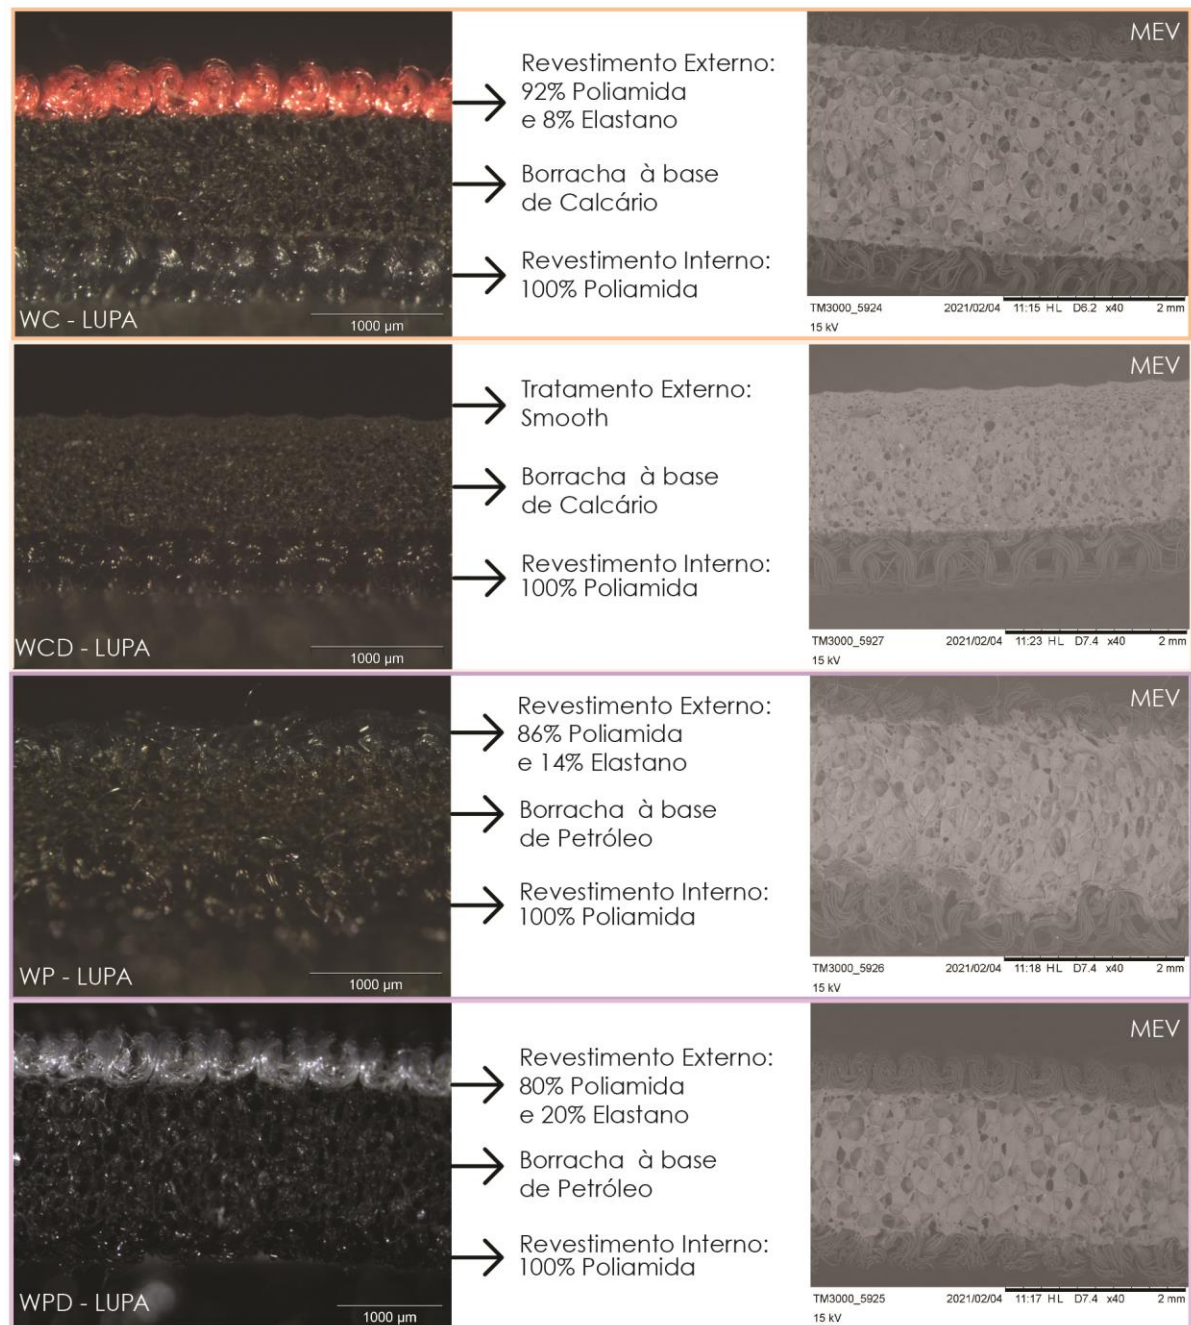 MEV
Revestimento Externo:
92% Poliamida
e 8% Elastano
Borracha à base
de Calcário
Revestimento Interno:
100% Poliamida
WC - LUPA
1000 µm
TM3000_5924 2021/02/04 11:15 HL D6.2 x40 2 mm
15 kV
MEV
Tratamento Externo:
Smooth
Borracha à base
de Calcário
Revestimento Interno:
100% Poliamida
WCD - LUPA
1000 µm
TM3000_5927 2021/02/04 11:23 HL D7.4 x40 2 mm
15 kV
MEV
Revestimento Externo:
86% Poliamida
e 14% Elastano
Borracha à base
de Petróleo
Revestimento Interno:
100% Poliamida
WP - LUPA
1000 µm
TM3000_5926 2021/02/04 11:18 HL D7.4 x40 2 mm
15 kV
MEV
Revestimento Externo:
80% Poliamida
e 20% Elastano
Borracha à base
de Petróleo
Revestimento Interno:
100% Poliamida
WPD - LUPA
1000 µm
TM3000_5925 2021/02/04 11:17 HL D7.4 x40 2 mm
15 kV